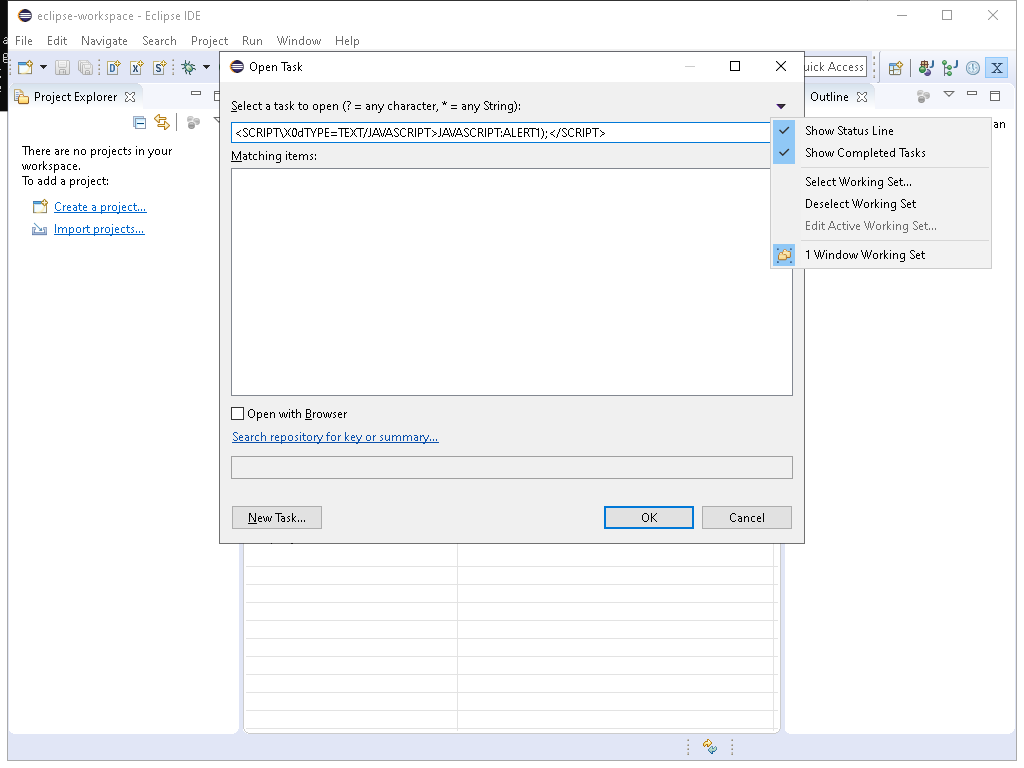 eclipse-workspace - Eclipse IDE
File Edit Navigate Search Project Run Window Help
Open Task
uick Access
Project Explorer
Outline
Select a task to open (? = any character, * = any String):
<SCRIPT\X0dTYPE=TEXT/JAVASCRIPT>JAVASCRIPT:ALERT1);</SCRIPT>
an
Show Status Line
Show Completed Tasks
Select Working Set...
Deselect Working Set
Edit Active Working Set...
1 Window Working Set
There are no projects in your
workspace.
To add a project:
Create a project...
Import projects...
Matching items:
Open with Browser
Search repository for key or summary...
New Task...
OK
Cancel